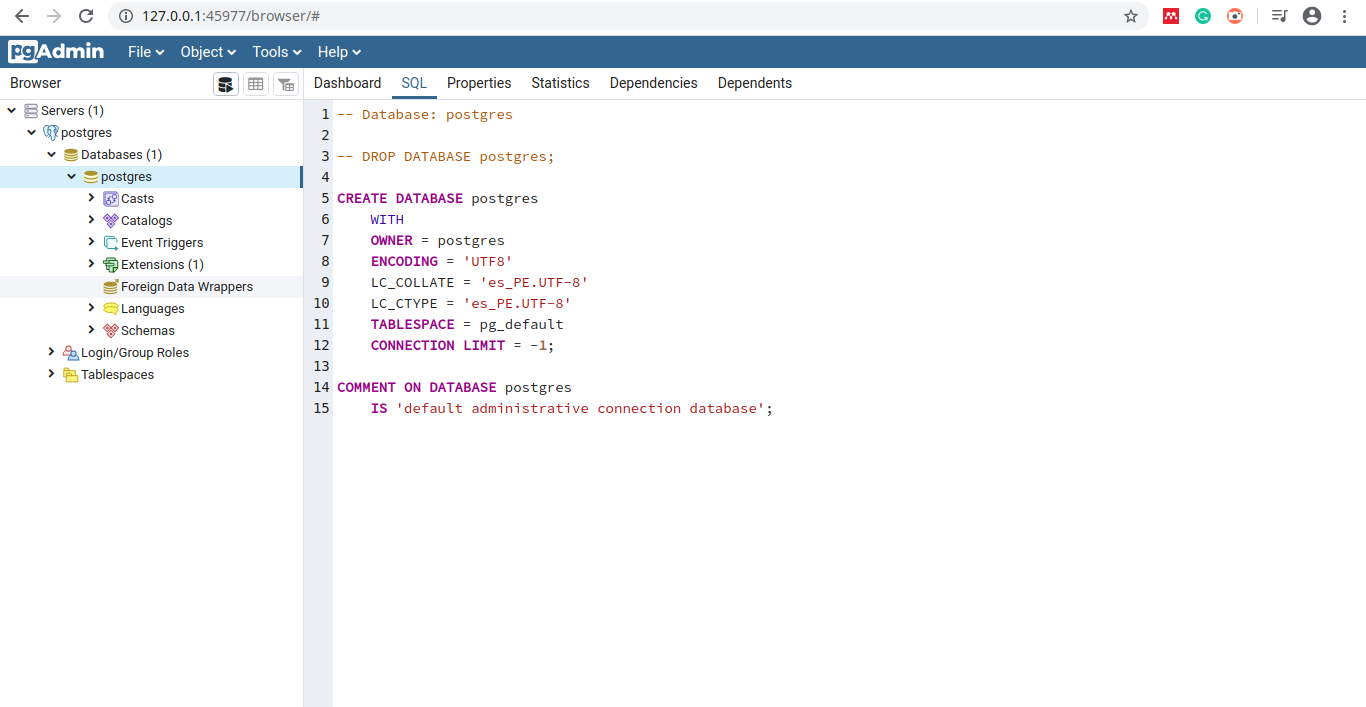 127.0.0.1:45977/browser/#
pgAdmin File Object Tools Help
Browser
Dashboard SQL Properties Statistics Dependencies Dependents
Servers (1)
postgres
Databases (1)
postgres
Casts
Catalogs
Event Triggers
Extensions (1)
Foreign Data Wrappers
Languages
Schemas
Login/Group Roles
Tablespaces
1 -- Database: postgres
2
3 -- DROP DATABASE postgres;
4
5 CREATE DATABASE postgres
6 WITH
7 OWNER = postgres
8 ENCODING = 'UTF8'
9 LC_COLLATE = 'es_PE.UTF-8'
10 LC_CTYPE = 'es_PE.UTF-8'
11 TABLESPACE = pg_default
12 CONNECTION LIMIT = -1;
13
14 COMMENT ON DATABASE postgres
15 IS 'default administrative connection database';